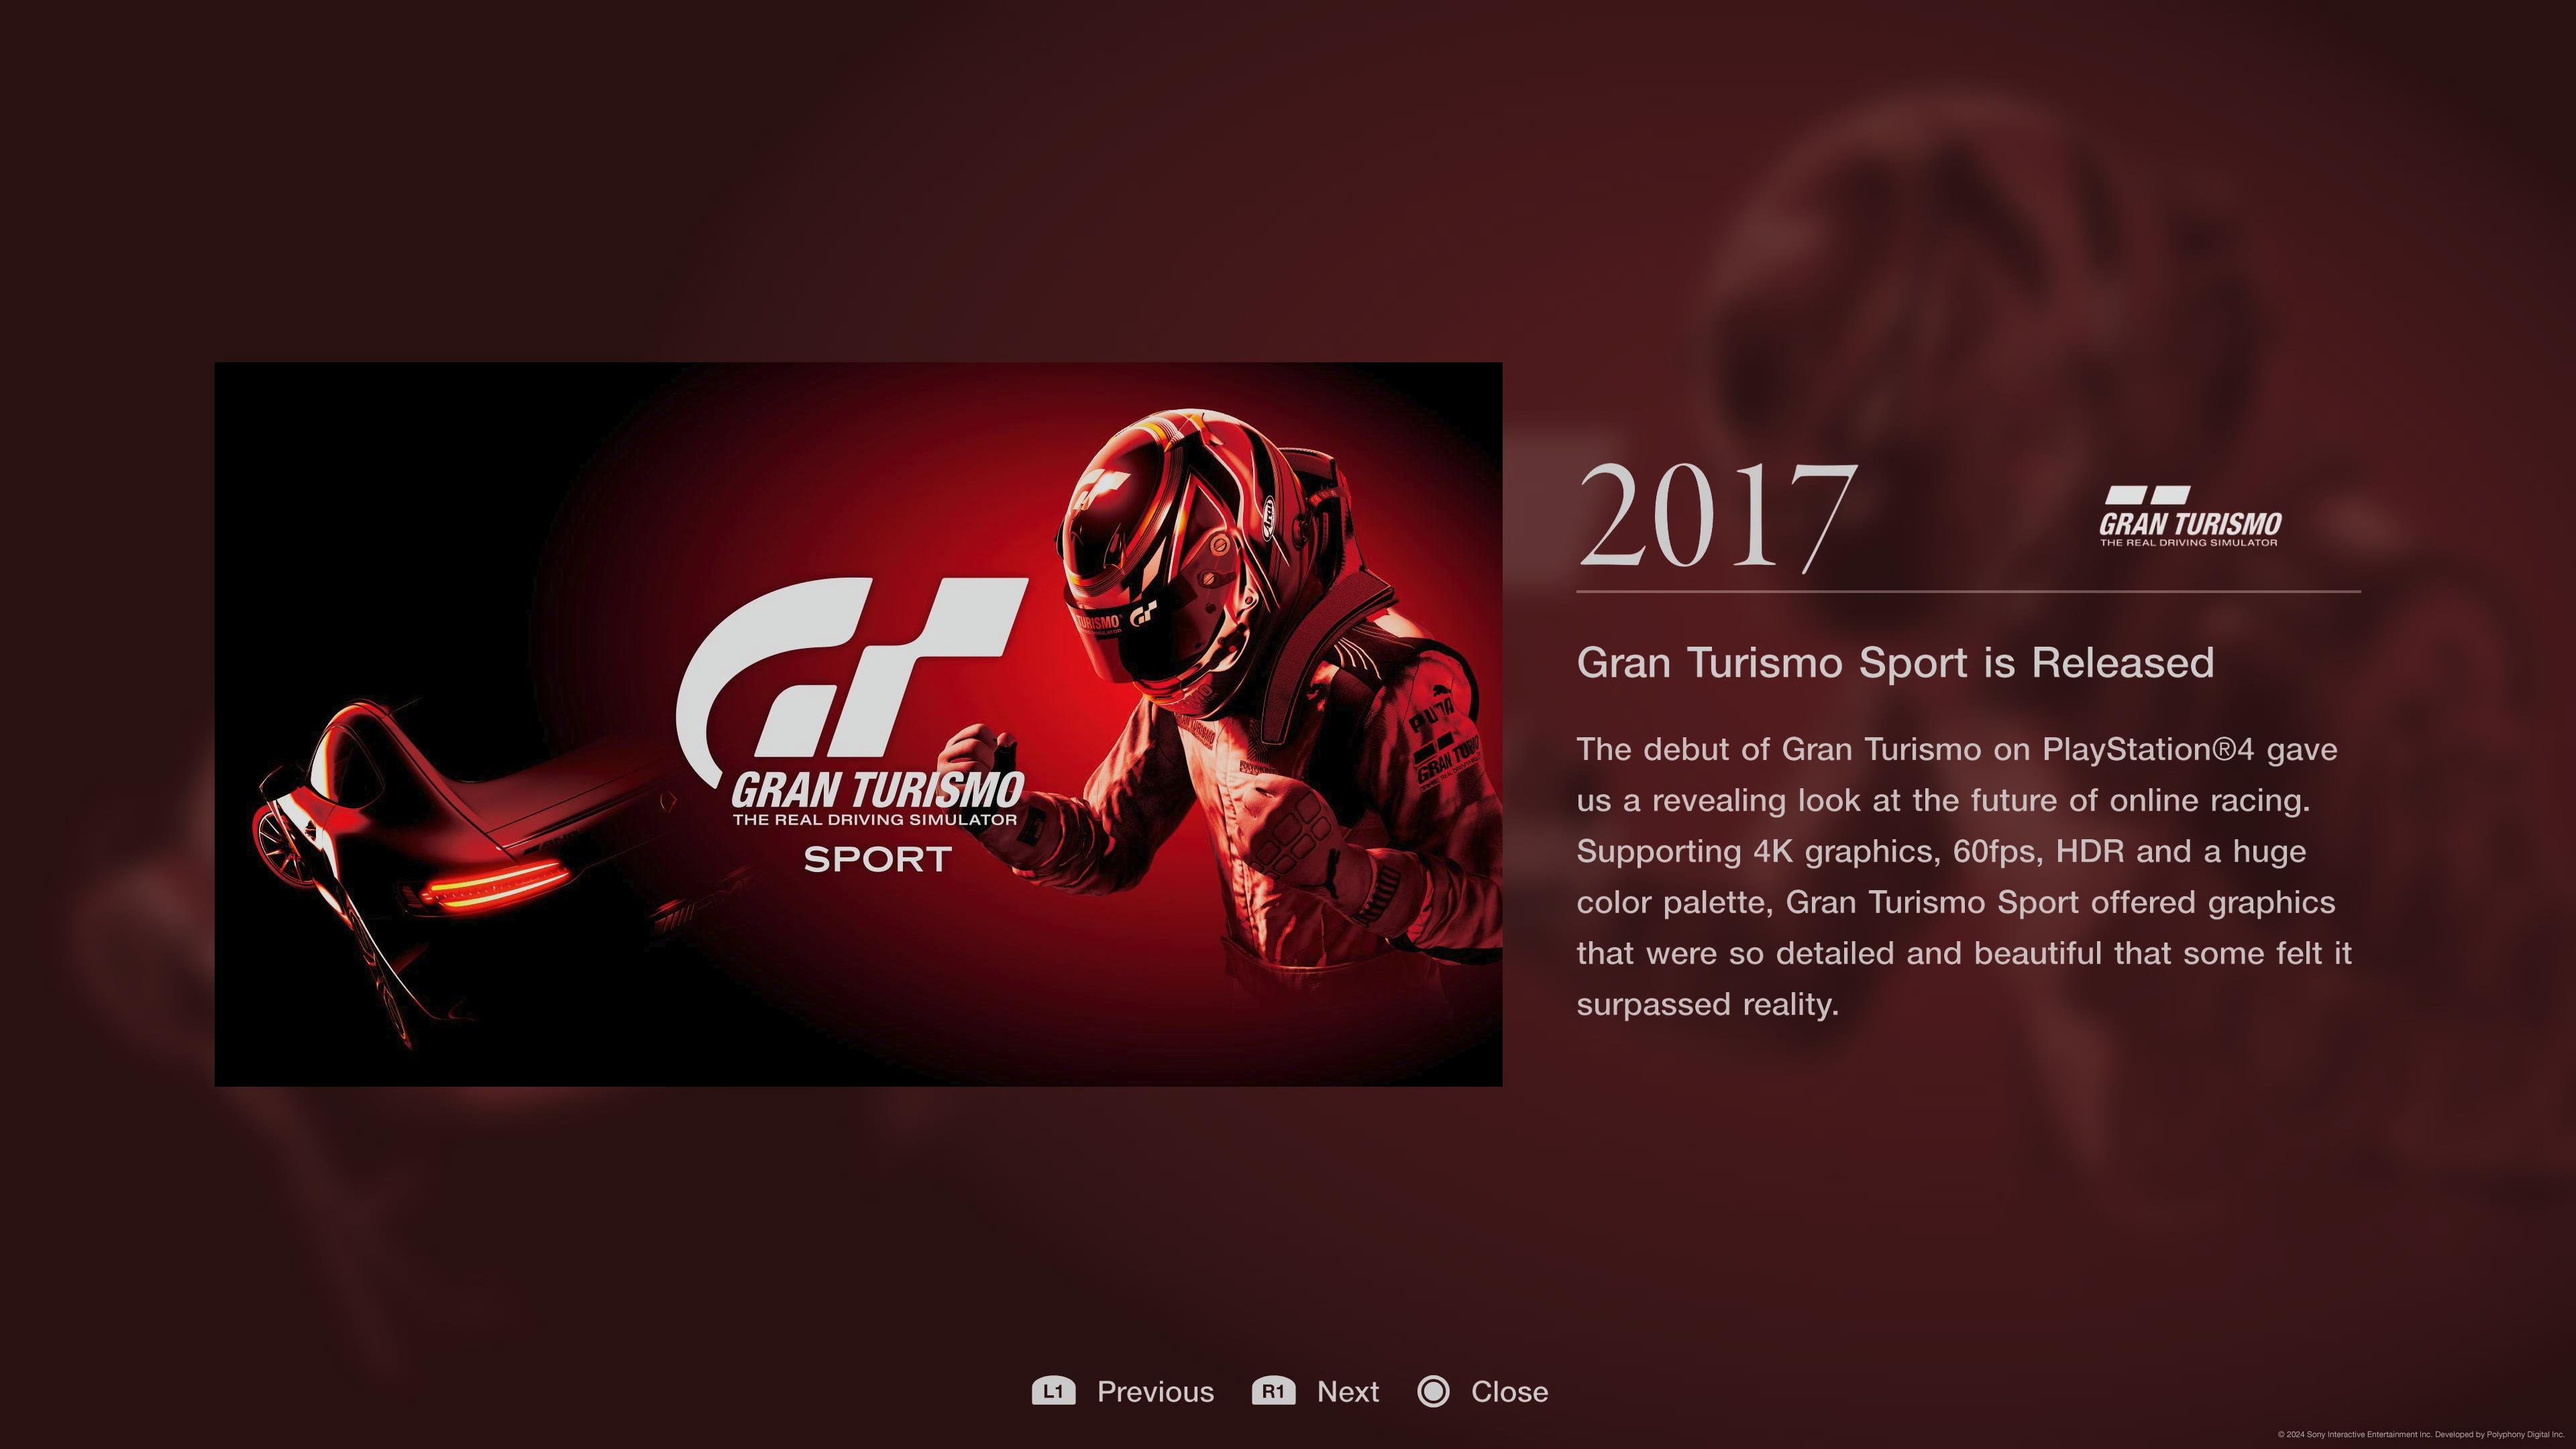 GRAN TURISMO
THE REAL DRIVING SIMULATOR
SPORT
TURISMO
PUMA
GRAN TURISMO
2017
GRAN TURISMO
THE REAL DRIVING SIMULATOR
Gran Turismo Sport is Released
The debut of Gran Turismo on PlayStation®4 gave
us a revealing look at the future of online racing.
Supporting 4K graphics, 60fps, HDR and a huge
color palette, Gran Turismo Sport offered graphics
that were so detailed and beautiful that some felt it
surpassed reality.
L1 Previous R1 Next Close
© 2024 Sony Interactive Entertainment Inc. Developed by Polyphony Digital Inc.